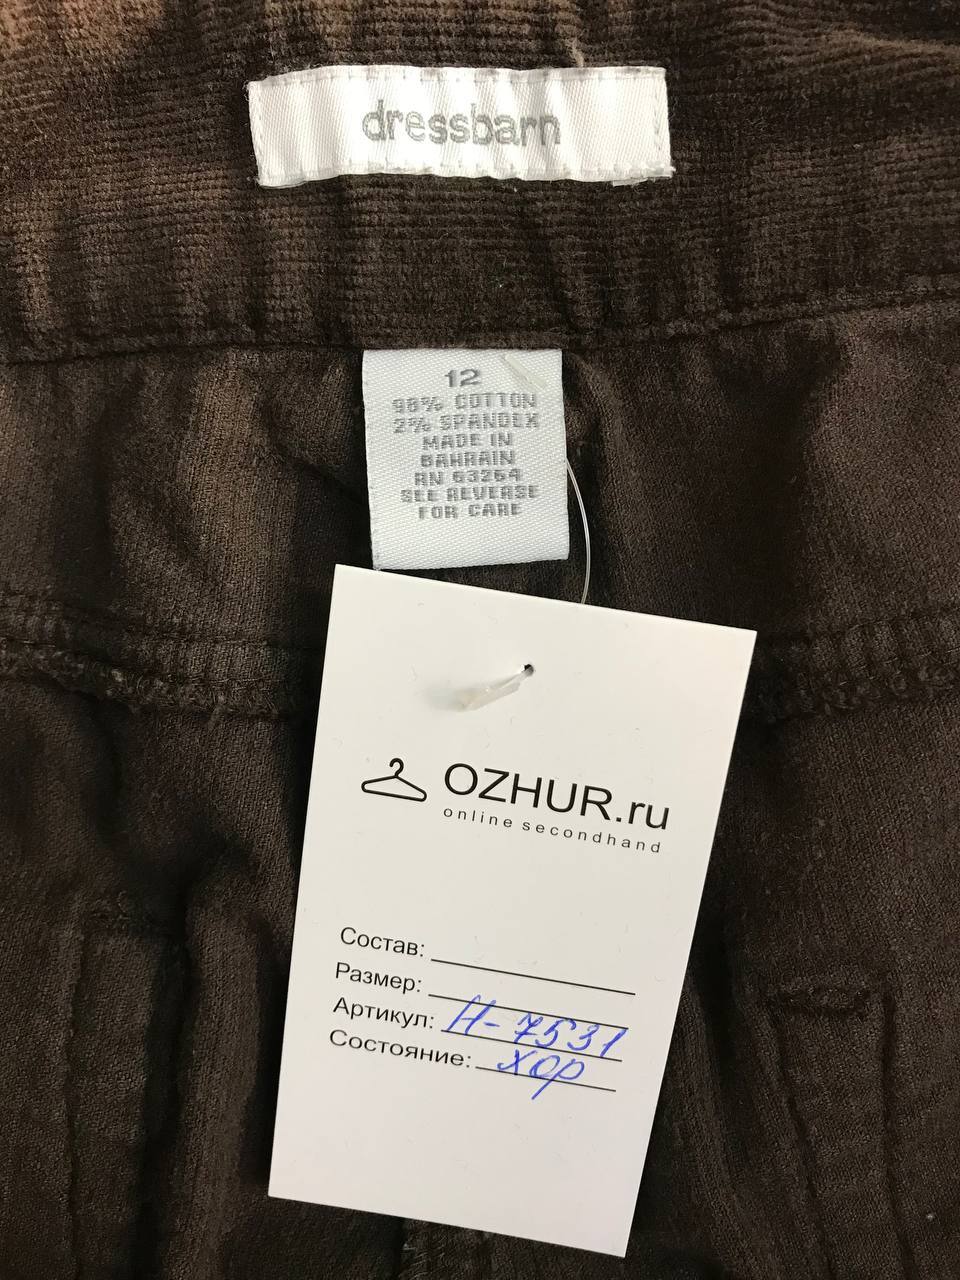 dressbarn
12
98% COTTON
2% SPANDEX
MADE IN
BAHRAIN
RN 63264
SEE REVERSE
FOR CARE
OZHUR.ru
online secondhand
Состав:
Размер:
Артикул: Н-7531
Состояние: хор